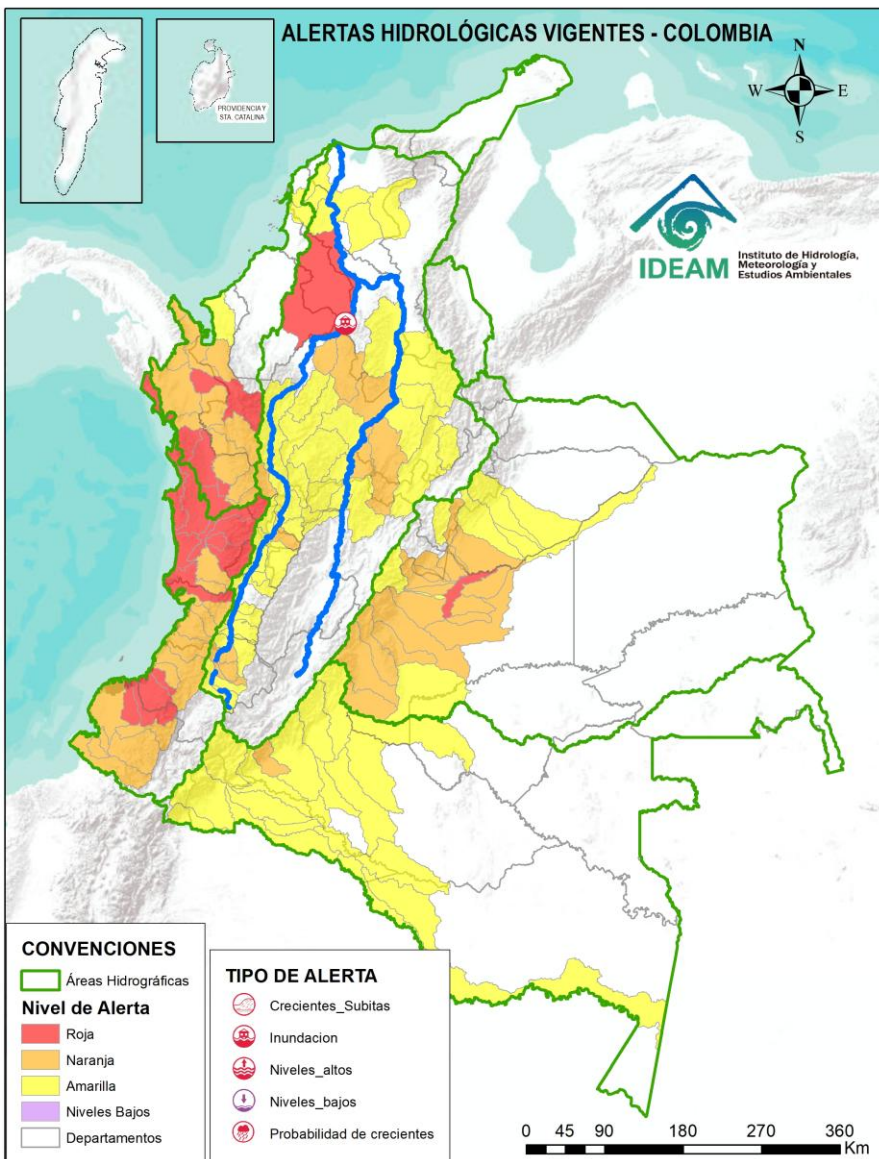 ALERTAS HIDROLÓGICAS VIGENTES - COLOMBIA
PROVIDENCIA Y
STA. CATALINA
N
W
E
S
IDEAM
Instituto de Hidrología,
Meteorología y
Estudios Ambientales
CONVENCIONES
Áreas Hidrográficas
Nivel de Alerta
Roja
Naranja
Amarilla
Niveles Bajos
Departamentos
TIPO DE ALERTA
Crecientes_Subitas
Inundacion
Niveles_altos
Niveles_bajos
Probabilidad de crecientes
0 45 90 180 270 360
Km